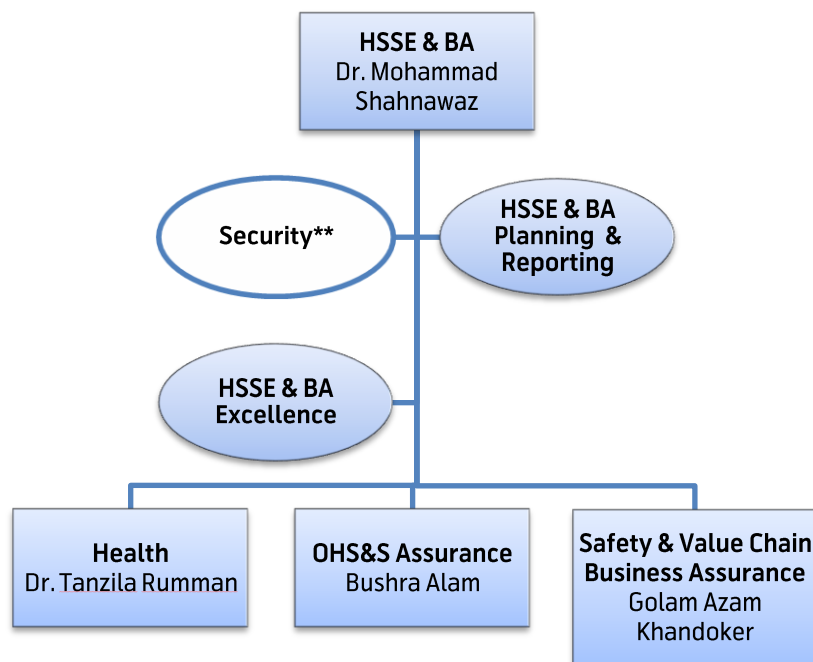 HSSE & BA
Dr. Mohammad
Shahnawaz
Security**
HSSE & BA
Planning &
Reporting
HSSE & BA
Excellence
Health
Dr. Tanzila Rumman
OHS&S Assurance
Bushra Alam
Safety & Value Chain
Business Assurance
Golam Azam
Khandoker